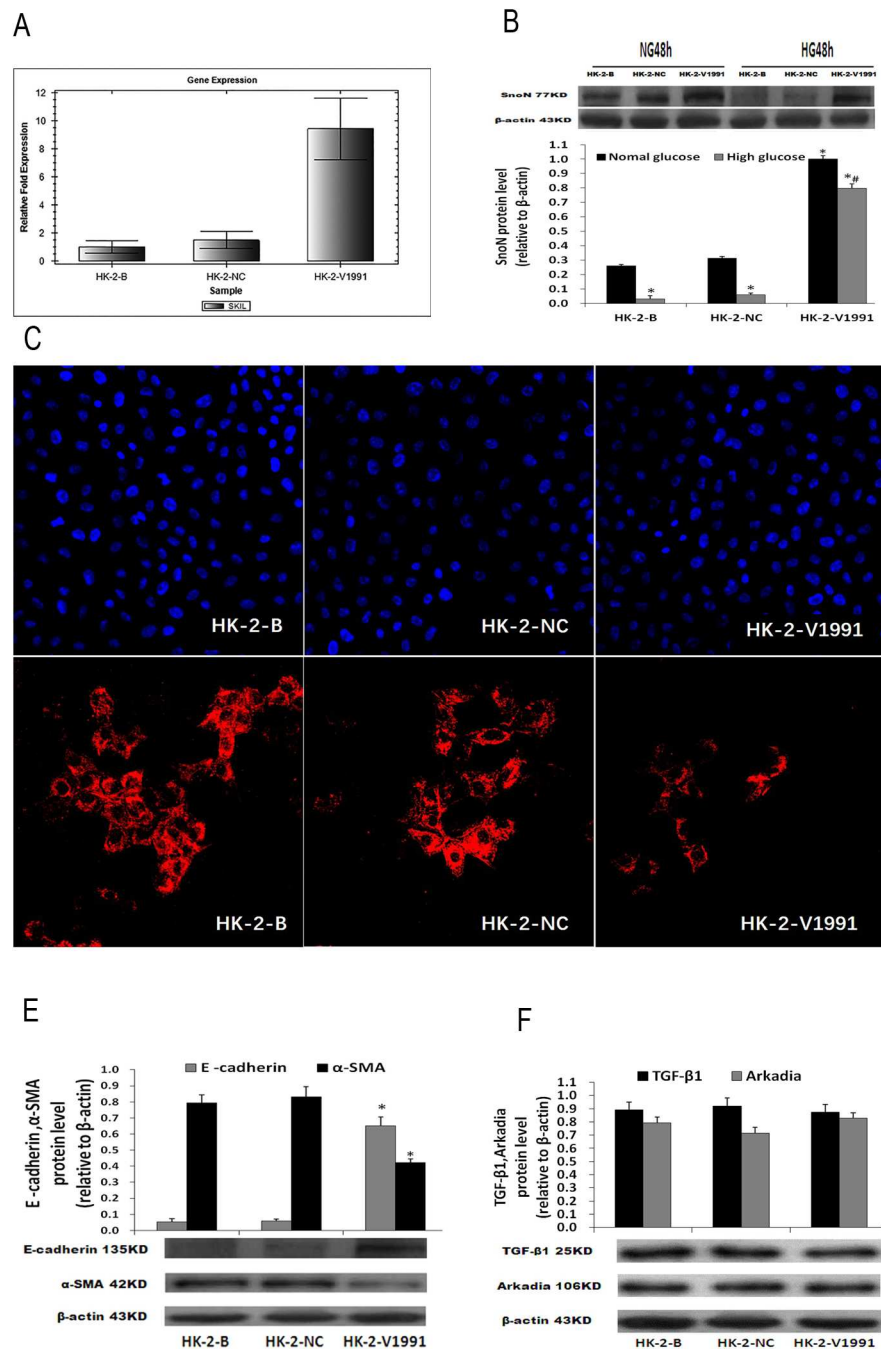 A
Gene Expression
Relative Fold Expression
12
10
8
6
4
2
0
HK-2-B
HK-2-NC
HK-2-V1991
Sample
SKIL
B
NG48h
HG48h
HK-2-B
HK-2-NC
HK-2-V1991
HK-2-B
HK-2-NC
HK-2-V1991
SnoN 77KD
β-actin 43KD
SnoN protein level
(relative to β-actin)
1.1
1.0
0.9
0.8
0.7
0.6
0.5
0.4
0.3
0.2
0.1
0.0
Nomal glucose
High glucose
*
*
*
*#
HK-2-B
HK-2-NC
HK-2-V1991
C
HK-2-B
HK-2-NC
HK-2-V1991
HK-2-B
HK-2-NC
HK-2-V1991
E
E-cadherin
α-SMA
E -cadherin ,α-SMA
protein level
(relative to β-actin)
1.0
0.9
0.8
0.7
0.6
0.5
0.4
0.3
0.2
0.1
0.0
*
*
E-cadherin 135KD
α-SMA 42KD
β-actin 43KD
HK-2-B
HK-2-NC
HK-2-V1991
F
TGF-β1
Arkadia
TGF-β1,Arkadia
protein level
(relative to β-actin)
1.1
1.0
0.9
0.8
0.7
0.6
0.5
0.4
0.3
0.2
0.1
0.0
TGF-β1 25KD
Arkadia 106KD
β-actin 43KD
HK-2-B
HK-2-NC
HK-2-V1991